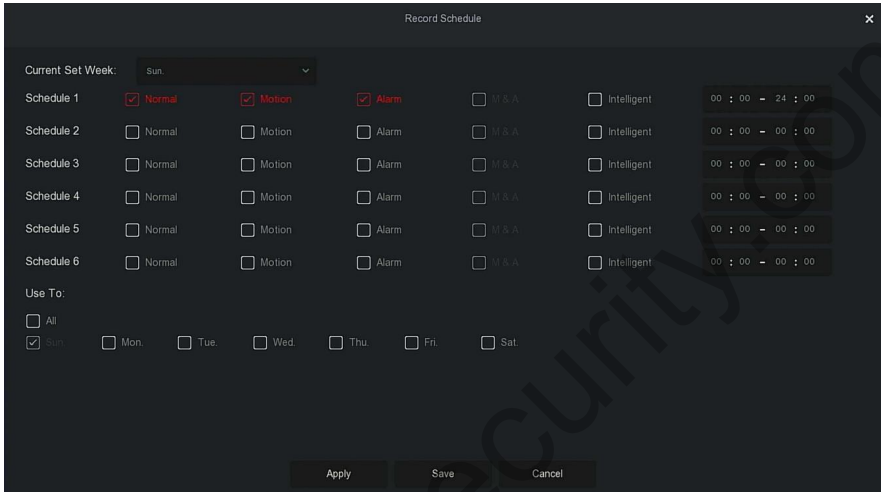 Record Schedule
Current Set Week: Sun.
Schedule 1 Normal Motion Alarm M & A Intelligent 00 : 00 - 24 : 00
Schedule 2 Normal Motion Alarm M & A Intelligent 00 : 00 - 00 : 00
Schedule 3 Normal Motion Alarm M & A Intelligent 00 : 00 - 00 : 00
Schedule 4 Normal Motion Alarm M & A Intelligent 00 : 00 - 00 : 00
Schedule 5 Normal Motion Alarm M & A Intelligent 00 : 00 - 00 : 00
Schedule 6 Normal Motion Alarm M & A Intelligent 00 : 00 - 00 : 00
Use To:
All
Sun. Mon. Tue. Wed. Thu. Fri. Sat.
Apply Save Cancel